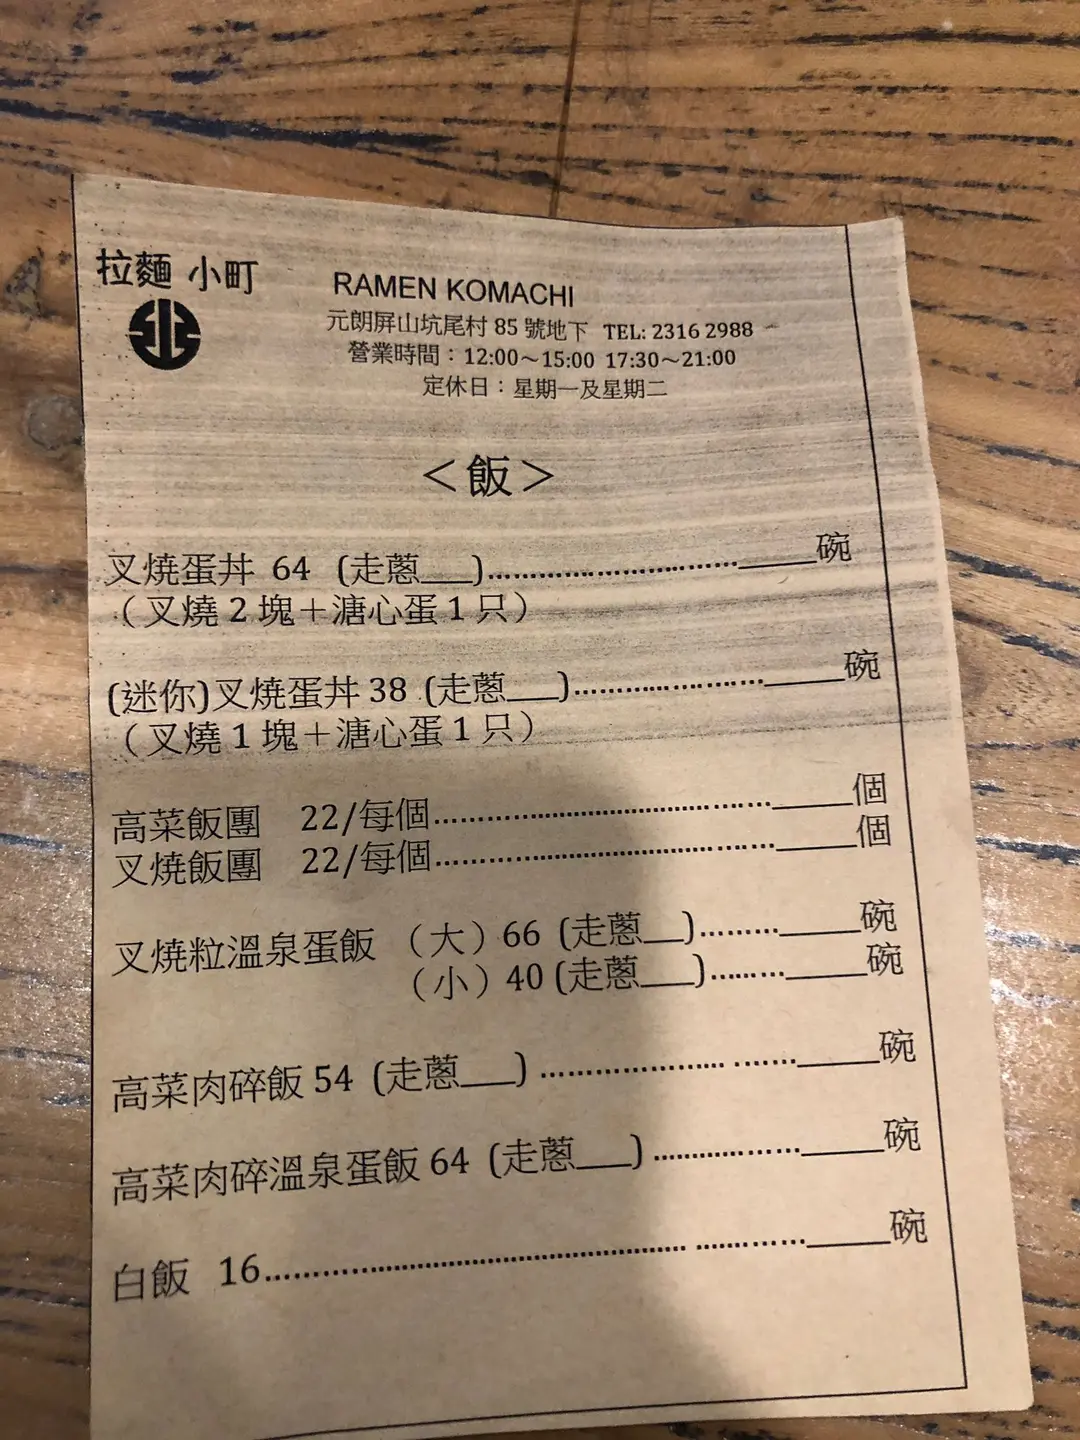 拉麵 小町
RAMEN KOMACHI
元朗屏山坑尾村 85 號地下 TEL: 2316 2988
營業時間：12:00～15:00 17:30～21:00
定休日：星期一及星期二
＜飯＞
叉燒蛋丼 64 (走蔥___)..............................______碗
（叉燒 2 塊＋溏心蛋 1 只）
(迷你)叉燒蛋丼 38 (走蔥___)......................______碗
（叉燒 1 塊＋溏心蛋 1 只）
高菜飯團 22/每個........................................______個
叉燒飯團 22/每個........................................______個
叉燒粒溫泉蛋飯 （大）66 (走蔥___).........______碗
（小）40 (走蔥___).........______碗
高菜肉碎飯 54 (走蔥___) ..............................______碗
高菜肉碎溫泉蛋飯 64 (走蔥___) .................______碗
白飯 16............................................................______碗